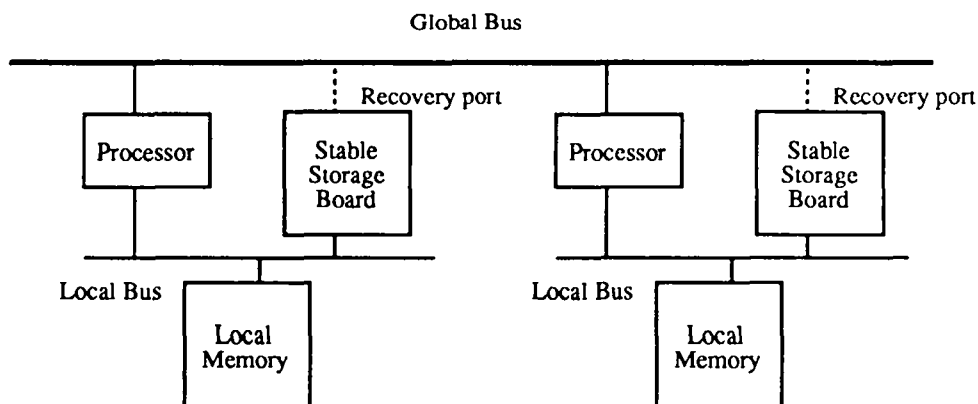 Global Bus
Recovery port
Recovery port
Processor
Stable
Storage
Board
Processor
Stable
Storage
Board
Local Bus
Local Bus
Local
Memory
Local
Memory